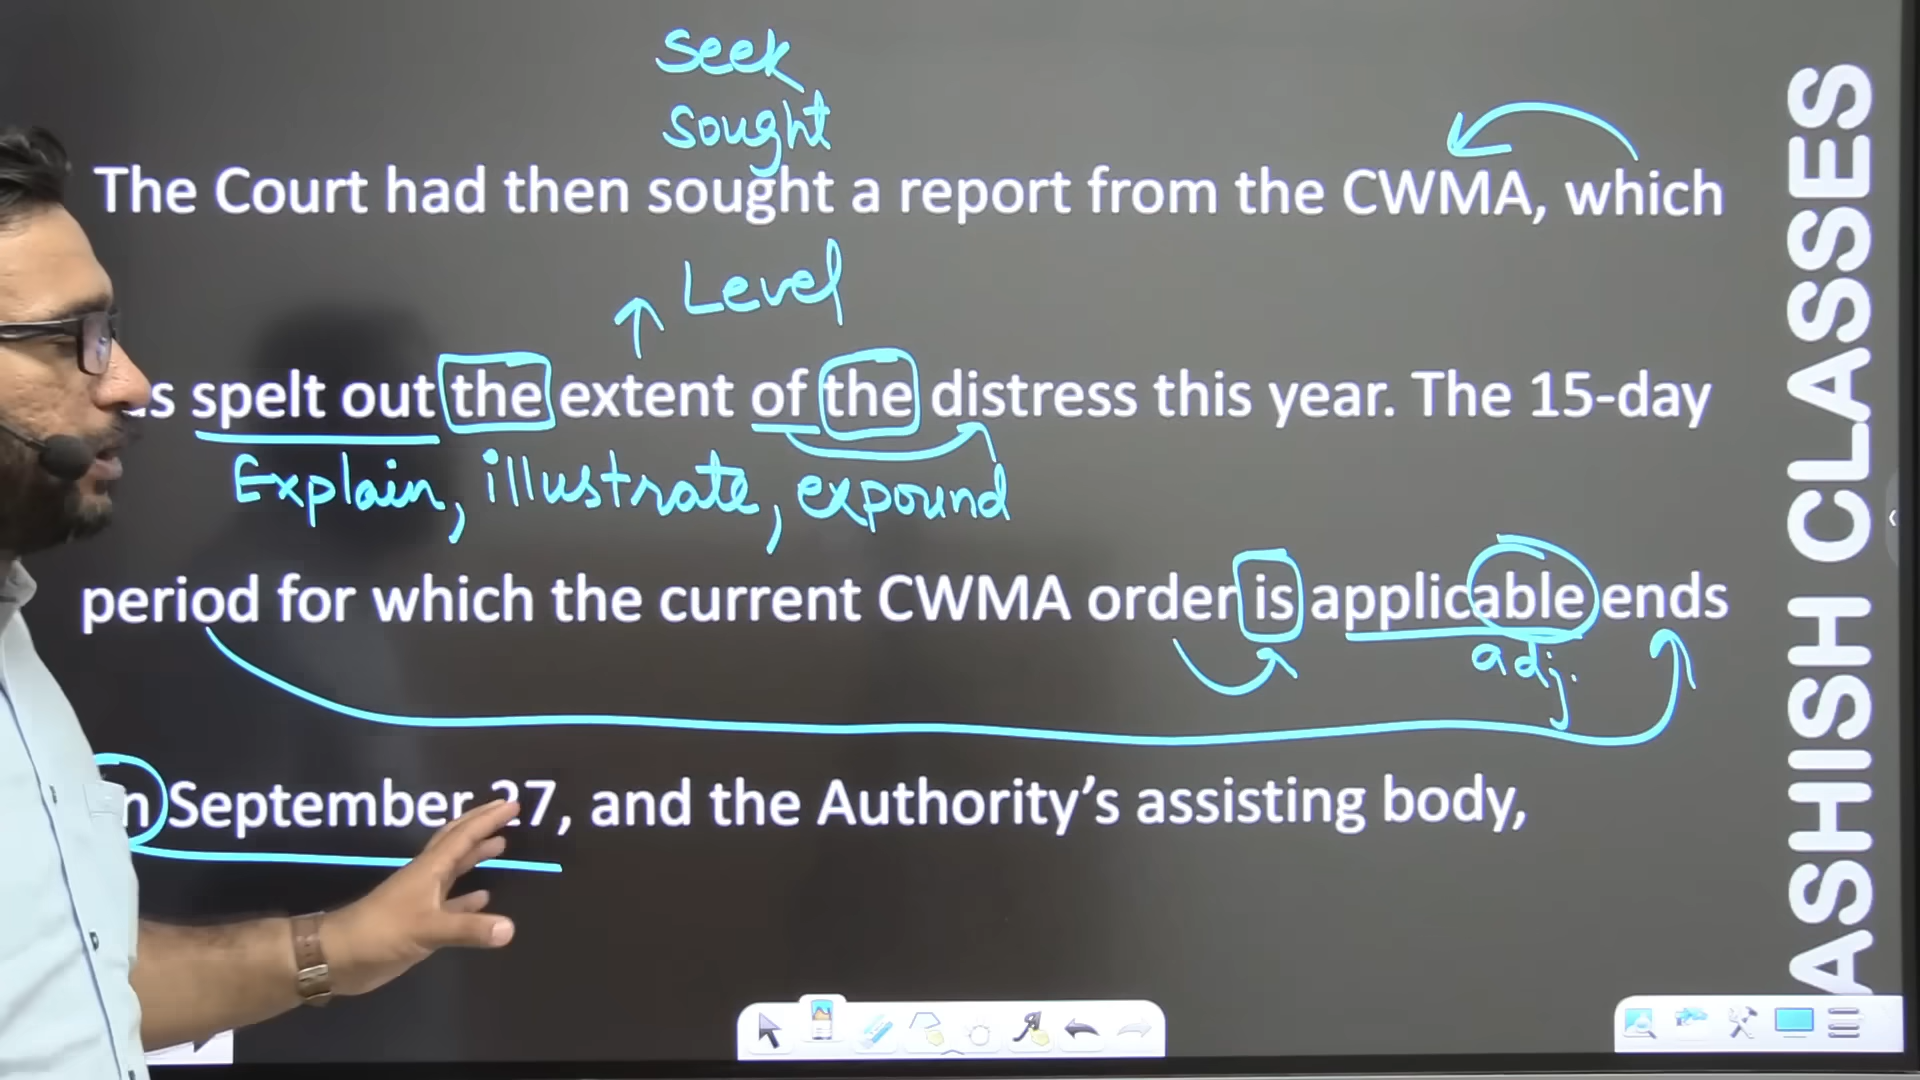 Seek
Sought
The Court had then sought a report from the CWMA, which
Level
as spelt out the extent of the distress this year. The 15-day
Explain, illustrate, expound
period for which the current CWMA order is applicable ends
adj.
n September 27, and the Authority's assisting body,
ASHISH CLASSES